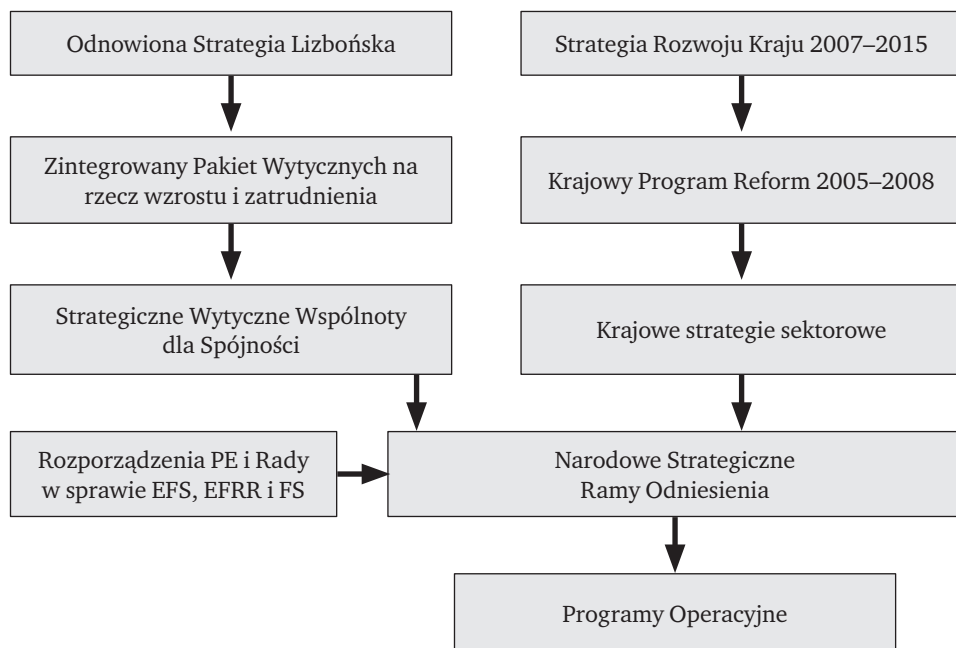 Odnowiona Strategia Lizbońska
Strategia Rozwoju Kraju 2007–2015
Zintegrowany Pakiet Wytycznych na
rzecz wzrostu i zatrudnienia
Krajowy Program Reform 2005–2008
Strategiczne Wytyczne Wspólnoty
dla Spójności
Krajowe strategie sektorowe
Rozporządzenia PE i Rady
w sprawie EFS, EFRR i FS
Narodowe Strategiczne
Ramy Odniesienia
Programy Operacyjne